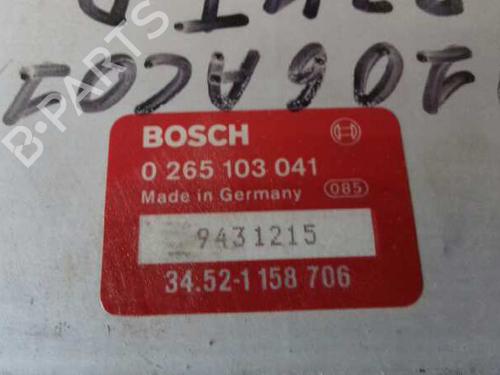 BOSCH
0 265 103 041
Made in Germany 085
9431215
34.52-1 158 706
B-PARTS